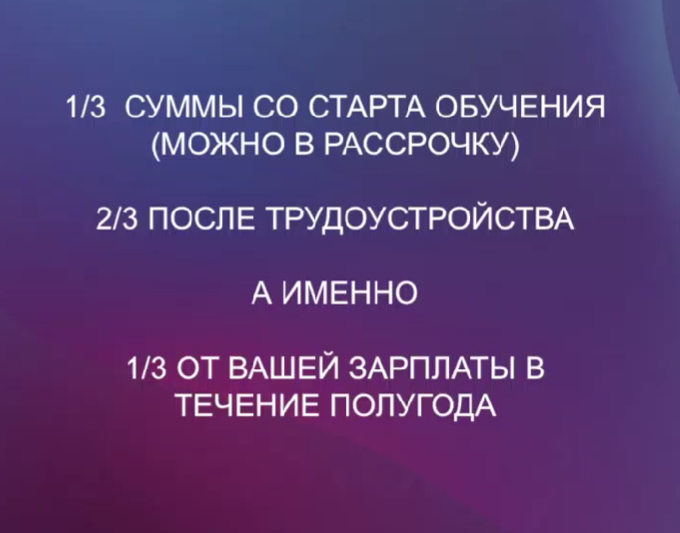 1/3 СУММЫ СО СТАРТА ОБУЧЕНИЯ
(МОЖНО В РАССРОЧКУ)
2/3 ПОСЛЕ ТРУДОУСТРОЙСТВА
А ИМЕННО
1/3 ОТ ВАШЕЙ ЗАРПЛАТЫ В
ТЕЧЕНИЕ ПОЛУГОДА